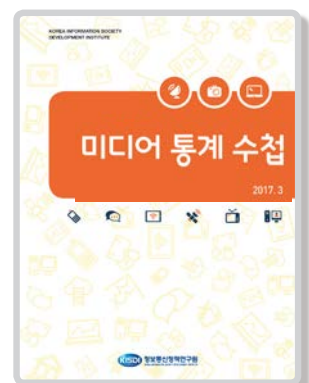 KOREA INFORMATION SOCIETY
DEVELOPMENT INSTITUTE
미디어 통계 수첩
2017. 3
KISDI 정보통신정책연구원